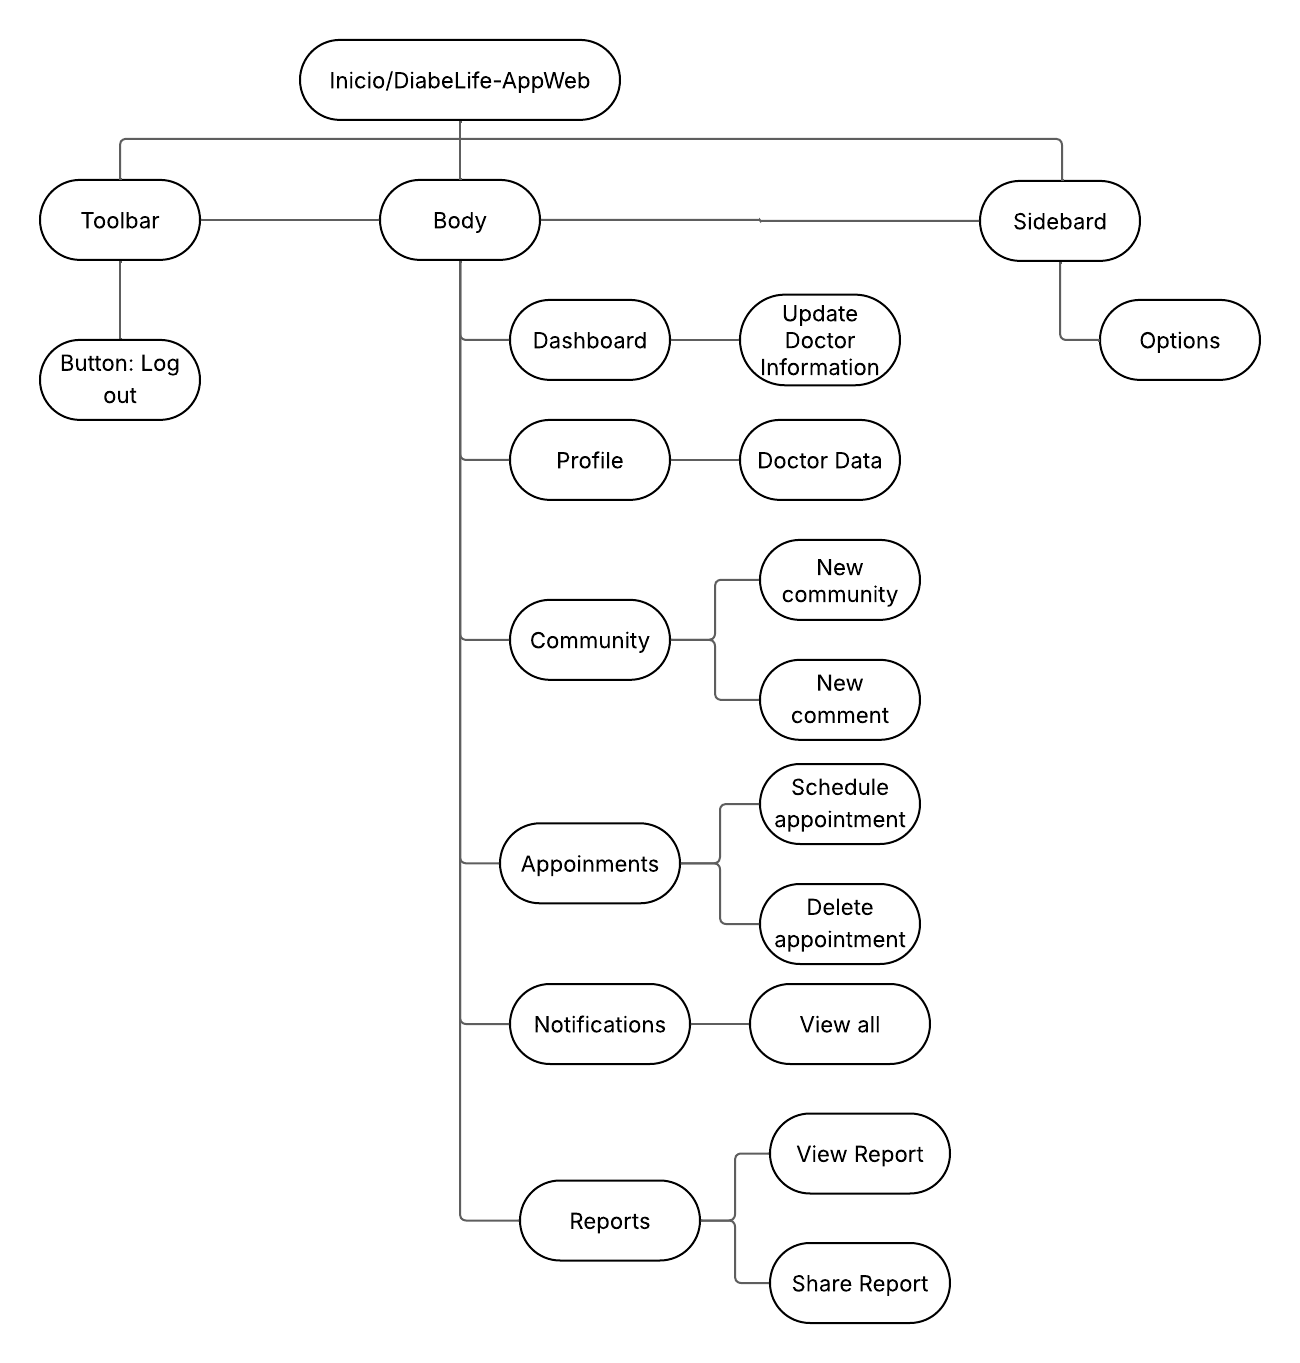 Inicio/DiabeLife-AppWeb
Toolbar
Body
Sidebard
Button: Log
out
Dashboard
Update
Doctor
Information
Options
Profile
Doctor Data
Community
New
community
New
comment
Appoinments
Schedule
appointment
Delete
appointment
Notifications
View all
Reports
View Report
Share Report